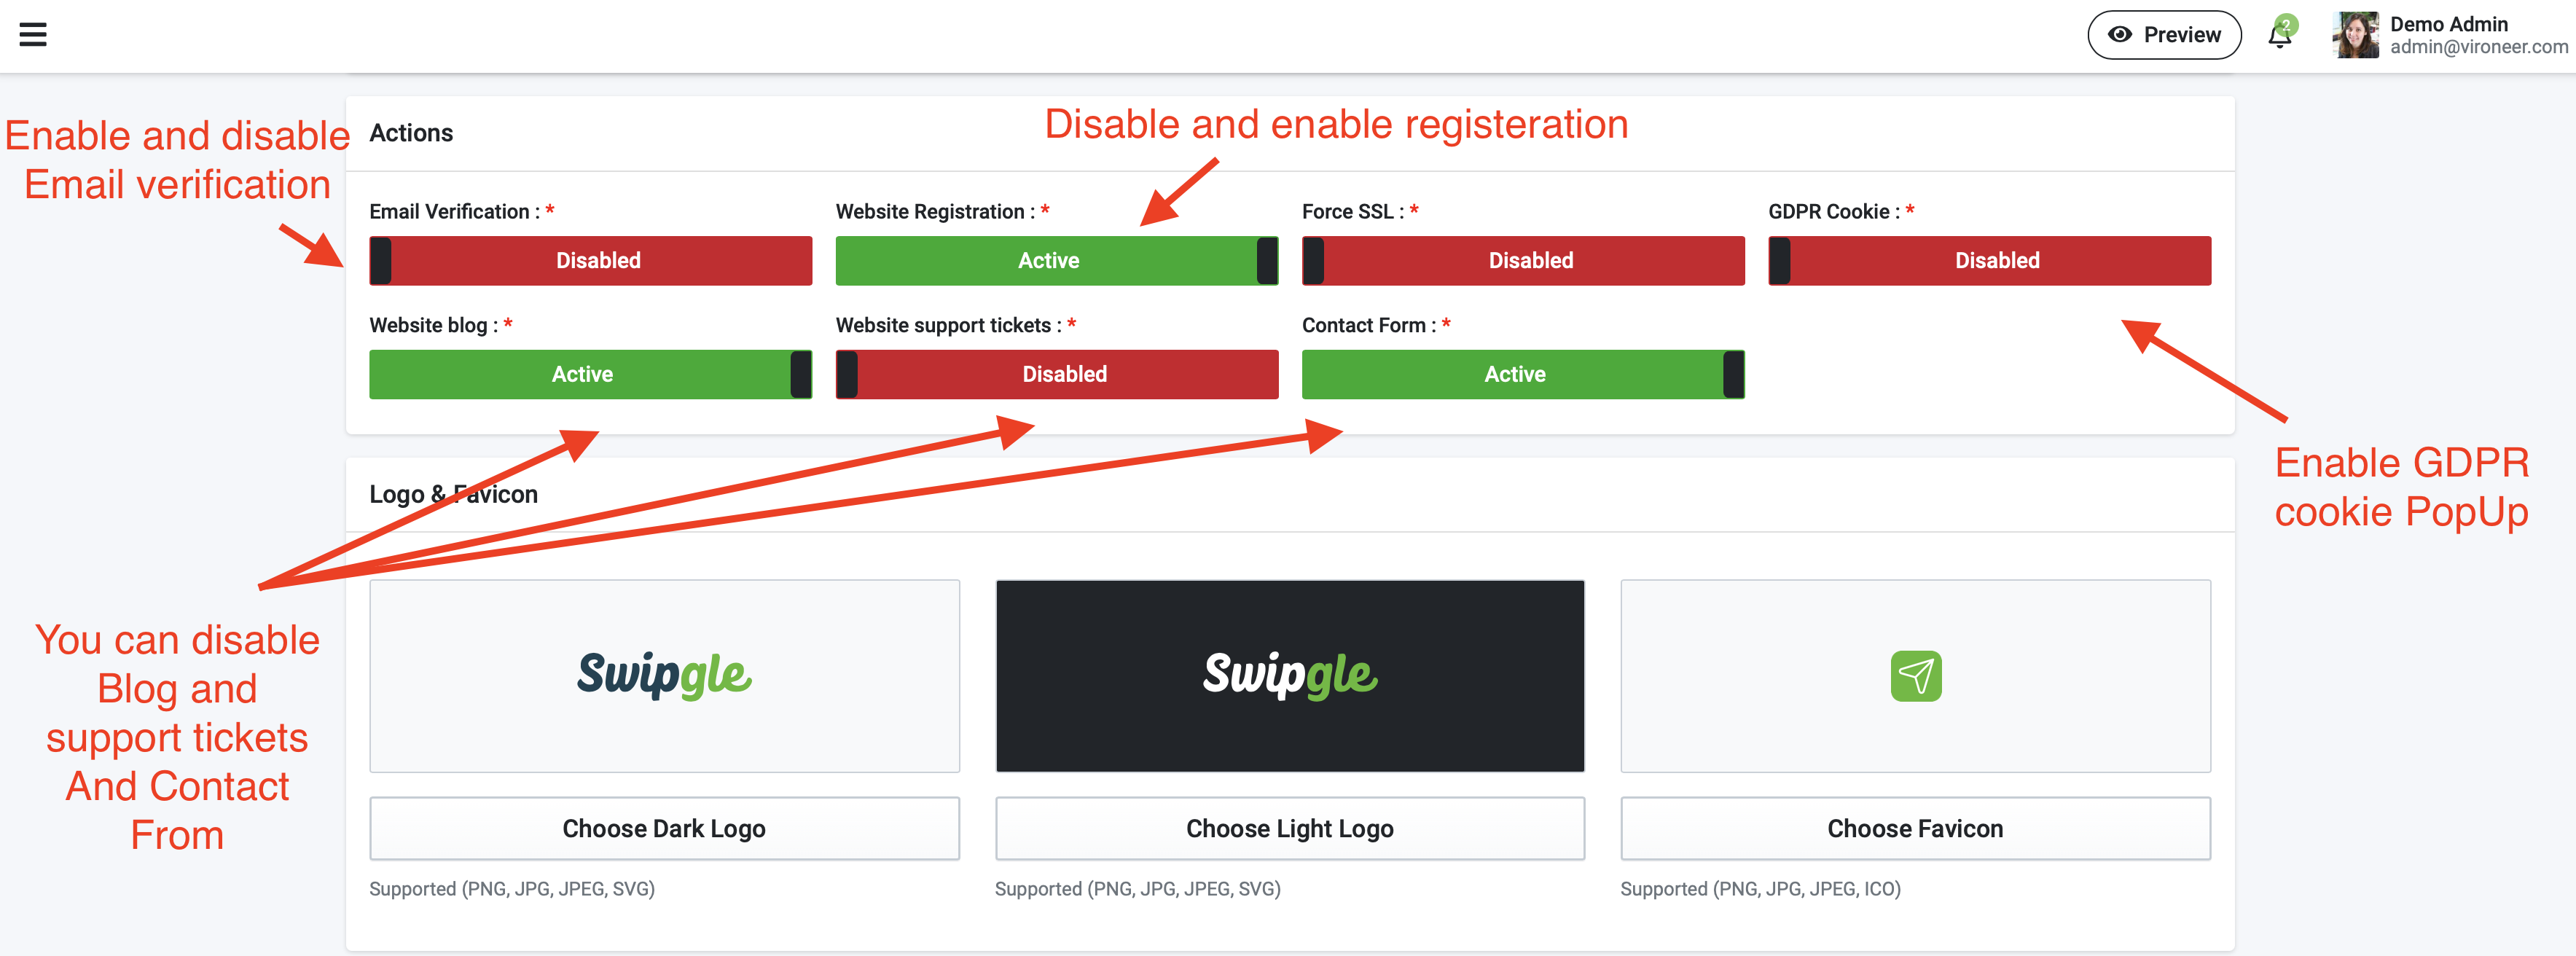 Preview
2
Demo Admin
admin@vironeer.com
Enable and disable
Email verification
Actions
Disable and enable registeration
Email Verification : *
Website Registration : *
Force SSL : *
GDPR Cookie : *
Disabled
Active
Disabled
Disabled
Website blog : *
Website support tickets : *
Contact Form : *
Active
Disabled
Active
Enable GDPR
cookie PopUp
Logo & Favicon
You can disable
Blog and
support tickets
And Contact
From
Swipgle
Swipgle
Choose Dark Logo
Choose Light Logo
Choose Favicon
Supported (PNG, JPG, JPEG, SVG)
Supported (PNG, JPG, JPEG, SVG)
Supported (PNG, JPG, JPEG, ICO)